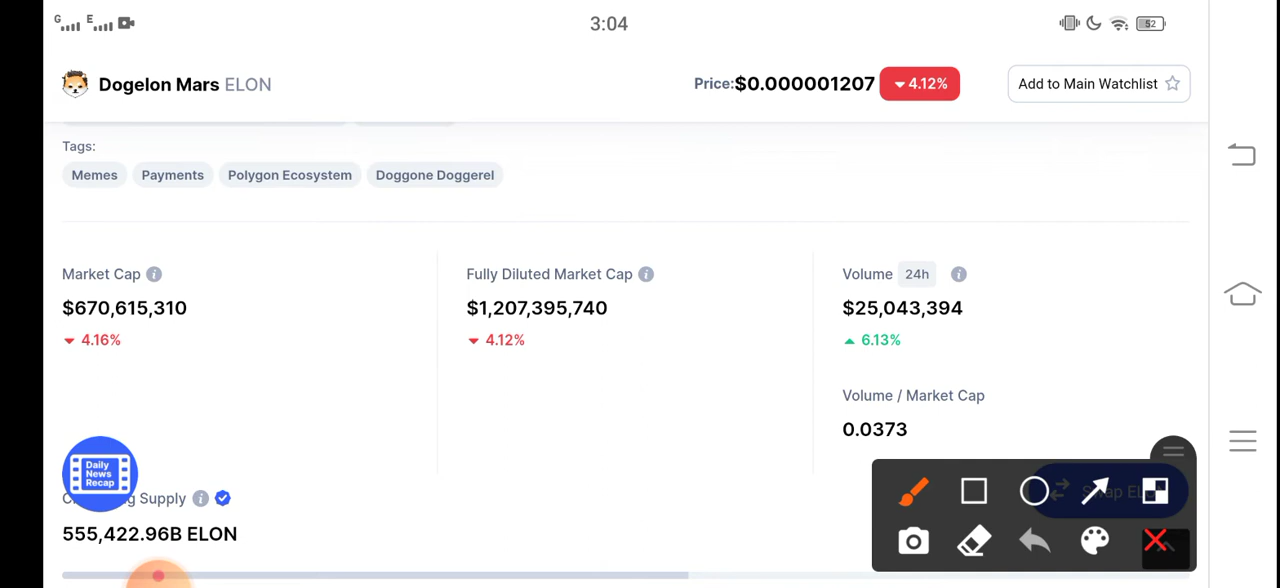 G E 3:04 52
Dogelon Mars ELON Price:$0.000001207 4.12% Add to Main Watchlist
Tags:
Memes Payments Polygon Ecosystem Doggone Doggerel
Market Cap Fully Diluted Market Cap Volume 24h
$670,615,310 $1,207,395,740 $25,043,394
4.16% 4.12% 6.13%
Volume / Market Cap
0.0373
Daily
News
Recap
Supply
555,422.96B ELON